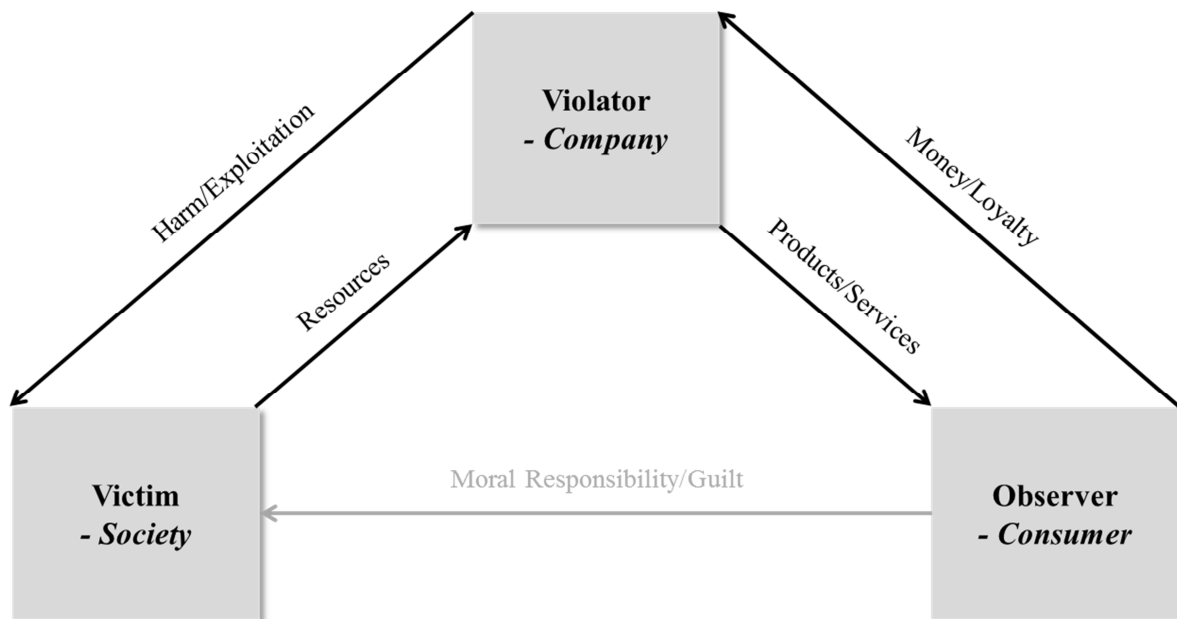 Violator
- Company
Harm/Exploitation
Resources
Money/Loyalty
Products/Services
Moral Responsibility/Guilt
Victim
- Society
Observer
- Consumer